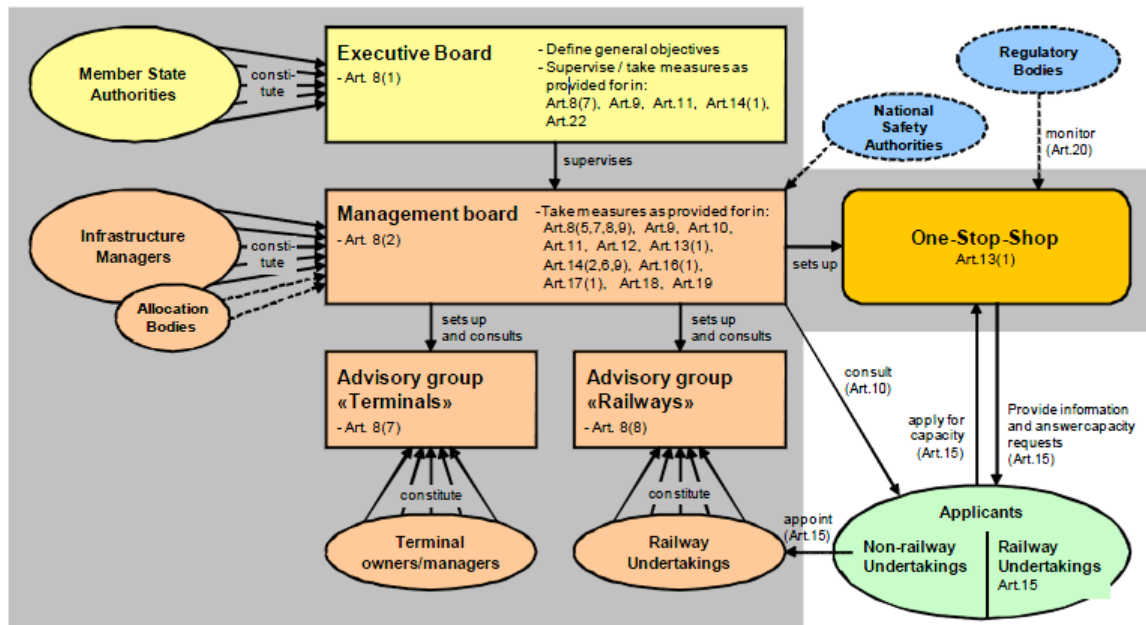 Member State
Authorities
consti-
tute
Executive Board
- Art. 8(1)
- Define general objectives
- Supervise / take measures as
provided for in:
Art.8(7), Art.9, Art.11, Art.14(1),
Art.22
Regulatory
Bodies
National
Safety
Authorities
monitor
(Art.20)
supervises
Infrastructure
Managers
consti-
tute
Allocation
Bodies
Management board
- Art. 8(2)
-Take measures as provided for in:
Art.8(5,7,8,9), Art.9, Art.10,
Art.11, Art.12, Art.13(1),
Art.14(2,6,9), Art.16(1),
Art.17(1), Art.18, Art.19
sets up
One-Stop-Shop
Art.13(1)
sets up
and consults
sets up
and consults
Advisory group
«Terminals»
- Art. 8(7)
Advisory group
«Railways»
- Art. 8(8)
consult
(Art.10)
apply for
capacity
(Art.15)
Provide information
and answer capacity
requests
(Art.15)
constitute
constitute
Terminal
owners/managers
Railway
Undertakings
appoint
(Art.15)
Applicants
Non-railway
Undertakings
Railway
Undertakings
Art.15